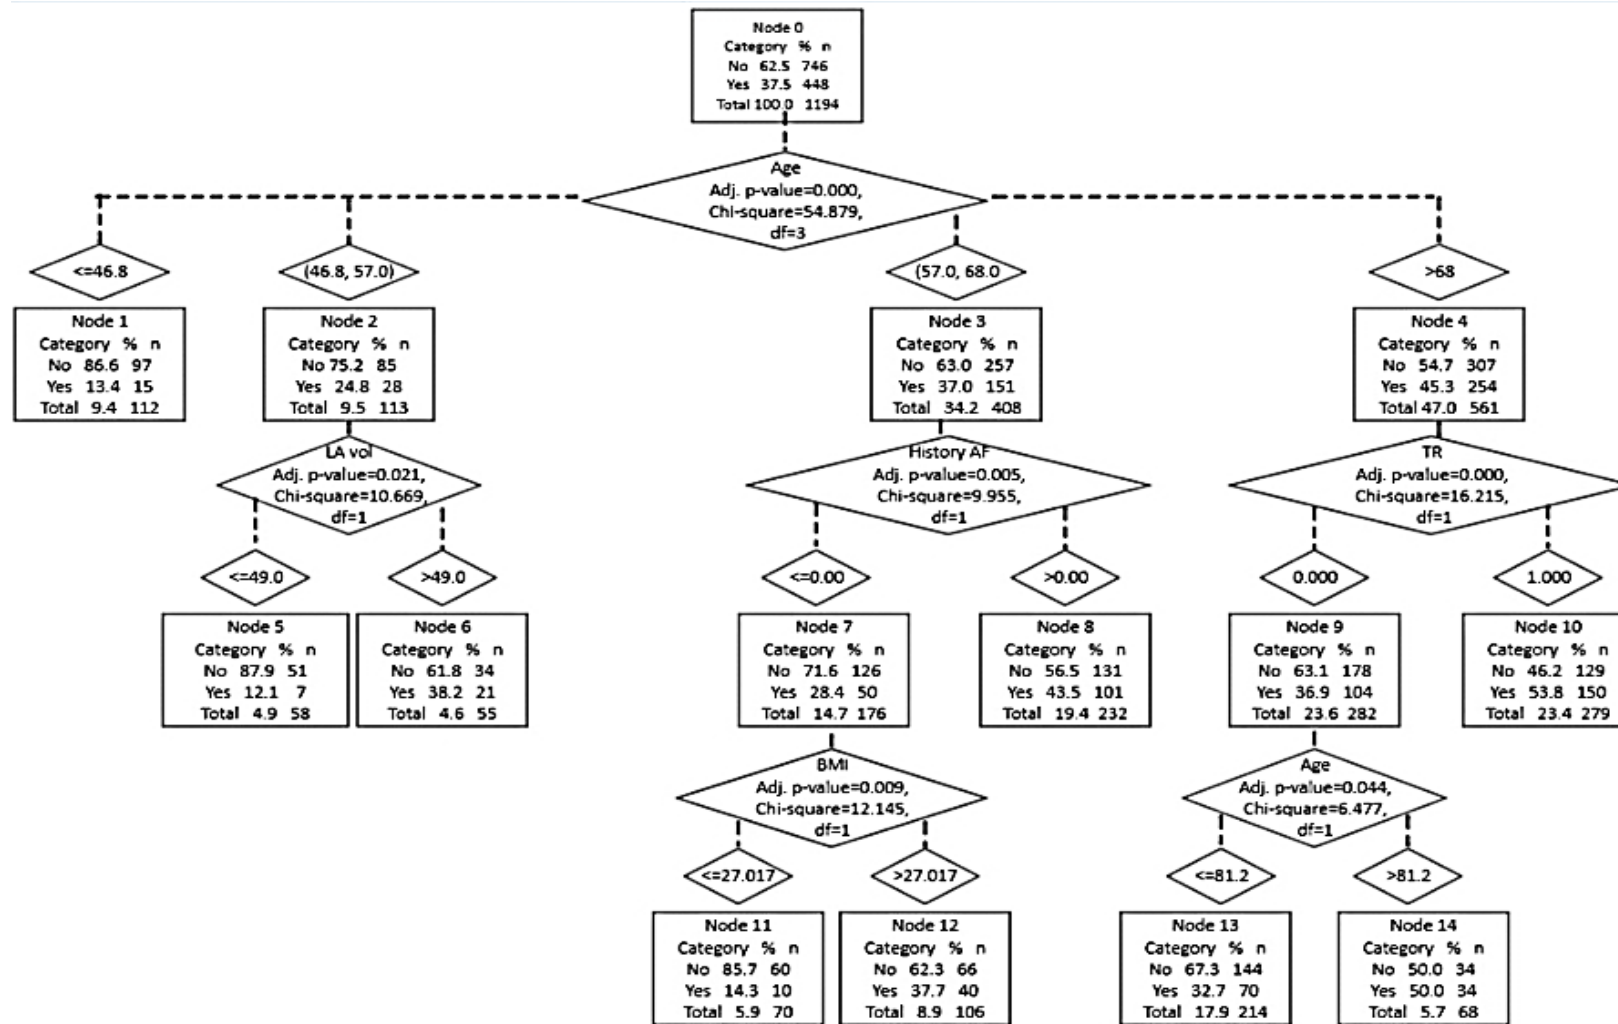 Node 0
Category % n
No 62.5 746
Yes 37.5 448
Total 100.0 1194
Age
Adj. p-value=0.000,
Chi-square=54.879,
df=3
<=46.8
(46.8, 57.0)
(57.0, 68.0
>68
Node 1
Category % n
No 86.6 97
Yes 13.4 15
Total 9.4 112
Node 2
Category % n
No 75.2 85
Yes 24.8 28
Total 9.5 113
Node 3
Category % n
No 63.0 257
Yes 37.0 151
Total 34.2 408
Node 4
Category % n
No 54.7 307
Yes 45.3 254
Total 47.0 561
LA vol
Adj. p-value=0.021,
Chi-square=10.669,
df=1
History AF
Adj. p-value=0.005,
Chi-square=9.955,
df=1
TR
Adj. p-value=0.000,
Chi-square=16.215,
df=1
<=49.0
>49.0
<=0.00
>0.00
0.000
1.000
Node 5
Category % n
No 87.9 51
Yes 12.1 7
Total 4.9 58
Node 6
Category % n
No 61.8 34
Yes 38.2 21
Total 4.6 55
Node 7
Category % n
No 71.6 126
Yes 28.4 50
Total 14.7 176
Node 8
Category % n
No 56.5 131
Yes 43.5 101
Total 19.4 232
Node 9
Category % n
No 63.1 178
Yes 36.9 104
Total 23.6 282
Node 10
Category % n
No 46.2 129
Yes 53.8 150
Total 23.4 279
BMI
Adj. p-value=0.009,
Chi-square=12.145,
df=1
Age
Adj. p-value=0.044,
Chi-square=6.477,
df=1
<=27.017
>27.017
<=81.2
>81.2
Node 11
Category % n
No 85.7 60
Yes 14.3 10
Total 5.9 70
Node 12
Category % n
No 62.3 66
Yes 37.7 40
Total 8.9 106
Node 13
Category % n
No 67.3 144
Yes 32.7 70
Total 17.9 214
Node 14
Category % n
No 50.0 34
Yes 50.0 34
Total 5.7 68